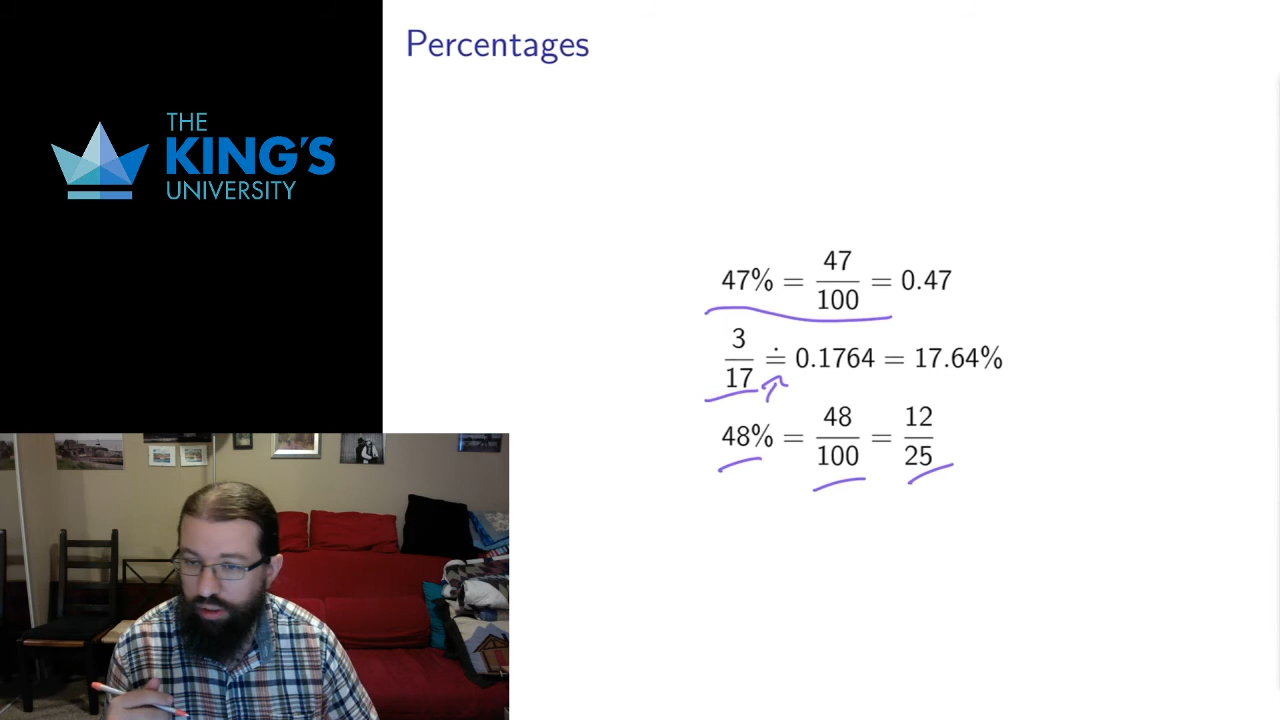 Percentages
THE
KING'S
UNIVERSITY
47% = 47/100 = 0.47
3/17 ≐ 0.1764 = 17.64%
48% = 48/100 = 12/25